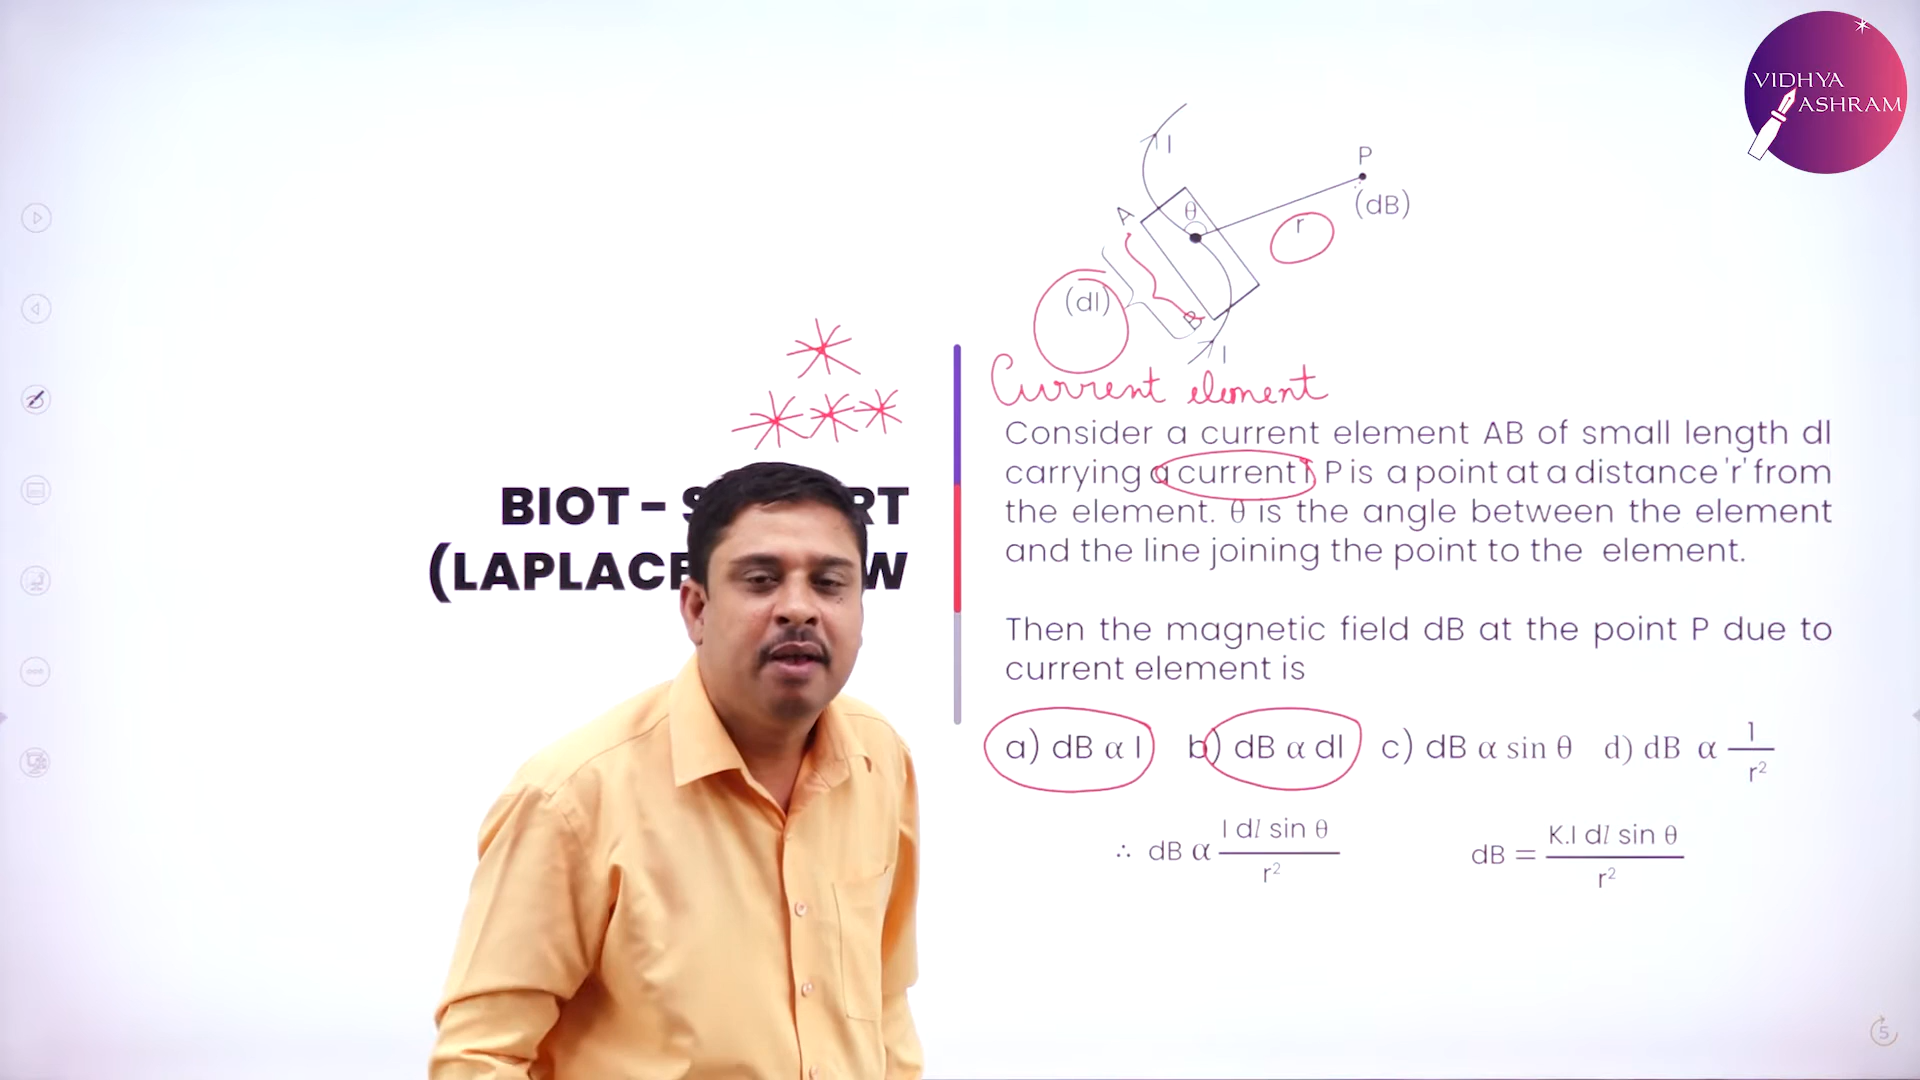 VIDHYA
ASHRAM
I
P
θ
A
(dB)
r
(dl)
B
I
Current element
BIOT -
(LAPLACE
Consider a current element AB of small length dl
carrying a current I P is a point at a distance 'r' from
the element. θ is the angle between the element
and the line joining the point to the element.
Then the magnetic field dB at the point P due to
current element is
a) dB α I b) dB α dl c) dB α sin θ d) dB α 1/r²
∴ dB α I dl sin θ/r² dB = K.I dl sin θ/r²
5